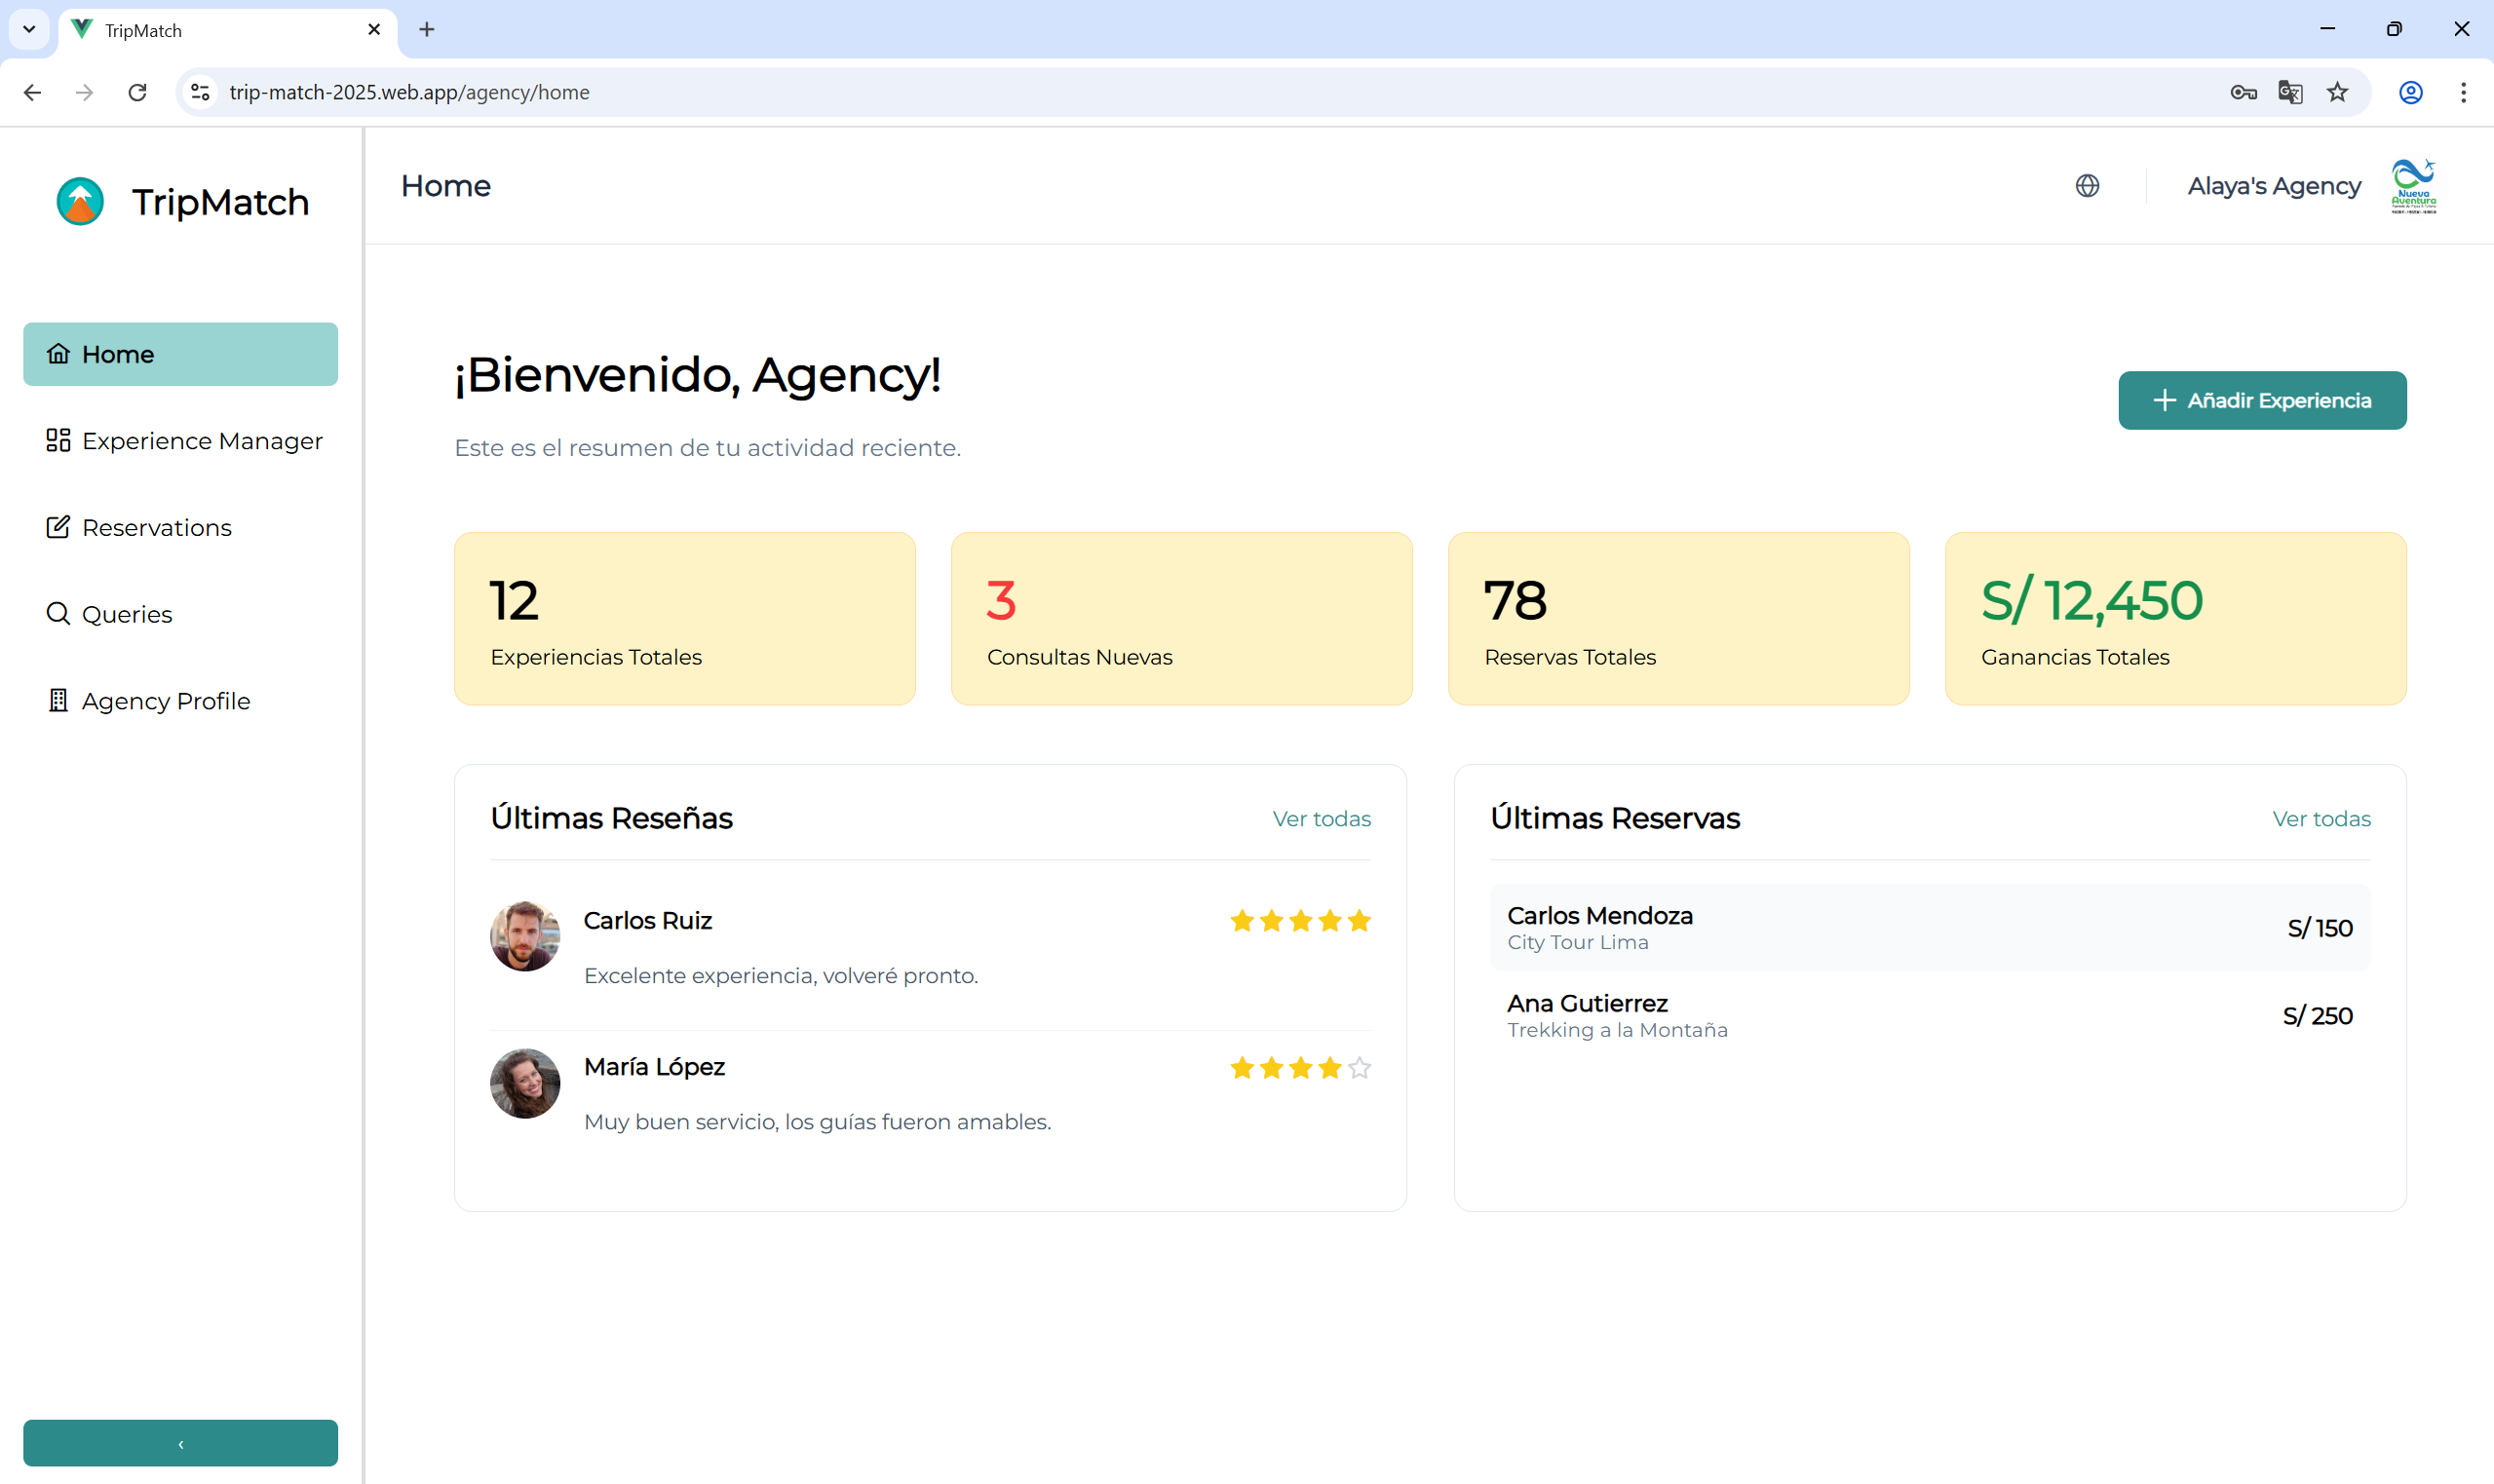 TripMatch
trip-match-2025.web.app/agency/home
TripMatch
Home
Alaya's Agency
Nueva
Aventura
Home
Experience Manager
Reservations
Queries
Agency Profile
¡Bienvenido, Agency!
Añadir Experiencia
Este es el resumen de tu actividad reciente.
12
Experiencias Totales
3
Consultas Nuevas
78
Reservas Totales
S/ 12,450
Ganancias Totales
Últimas Reseñas
Ver todas
Carlos Ruiz
Excelente experiencia, volveré pronto.
María López
Muy buen servicio, los guías fueron amables.
Últimas Reservas
Ver todas
Carlos Mendoza
City Tour Lima
S/ 150
Ana Gutierrez
Trekking a la Montaña
S/ 250